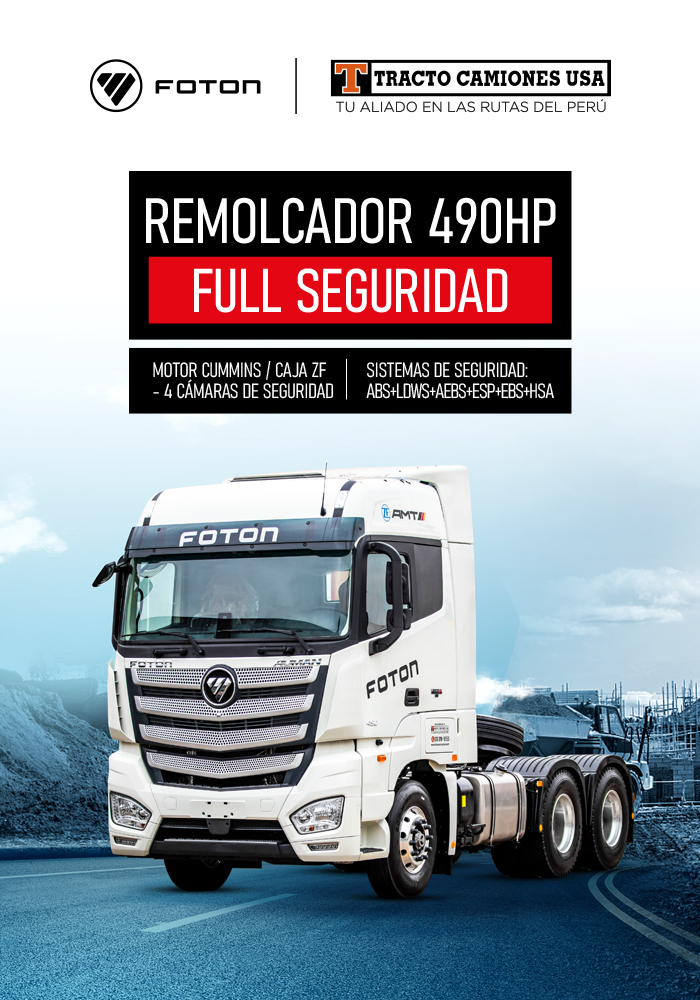 FOTON
T TRACTO CAMIONES USA
TU ALIADO EN LAS RUTAS DEL PERÚ
REMOLCADOR 490HP
FULL SEGURIDAD
MOTOR CUMMINS / CAJA ZF
- 4 CÁMARAS DE SEGURIDAD
SISTEMAS DE SEGURIDAD:
ABS+LDWS+AEBS+ESP+EBS+HSA
ZF AMT
FOTON
FOTON
FOTON